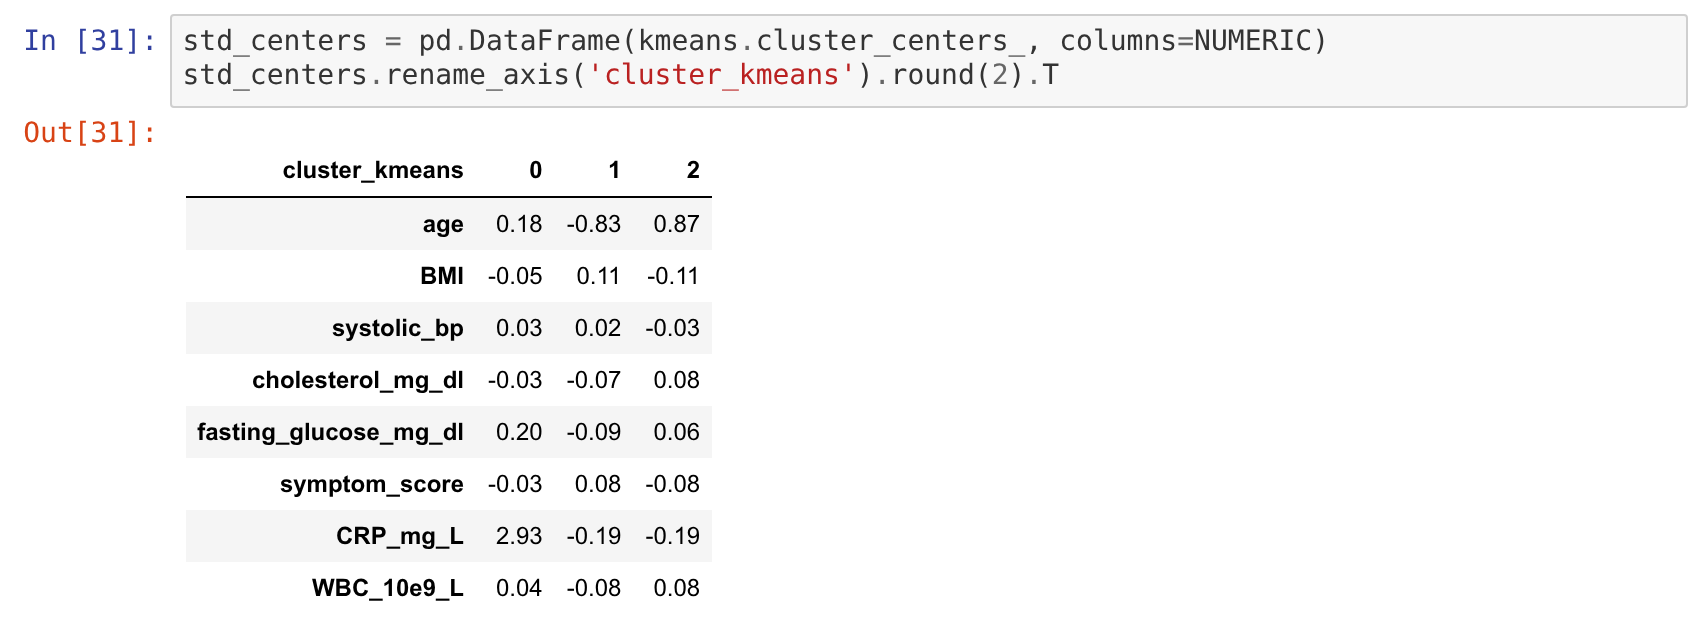 In [31]: std_centers = pd.DataFrame(kmeans.cluster_centers_, columns=NUMERIC)
std_centers.rename_axis('cluster_kmeans').round(2).T
Out[31]:
cluster_kmeans 0 1 2
age 0.18 -0.83 0.87
BMI -0.05 0.11 -0.11
systolic_bp 0.03 0.02 -0.03
cholesterol_mg_dl -0.03 -0.07 0.08
fasting_glucose_mg_dl 0.20 -0.09 0.06
symptom_score -0.03 0.08 -0.08
CRP_mg_L 2.93 -0.19 -0.19
WBC_10e9_L 0.04 -0.08 0.08